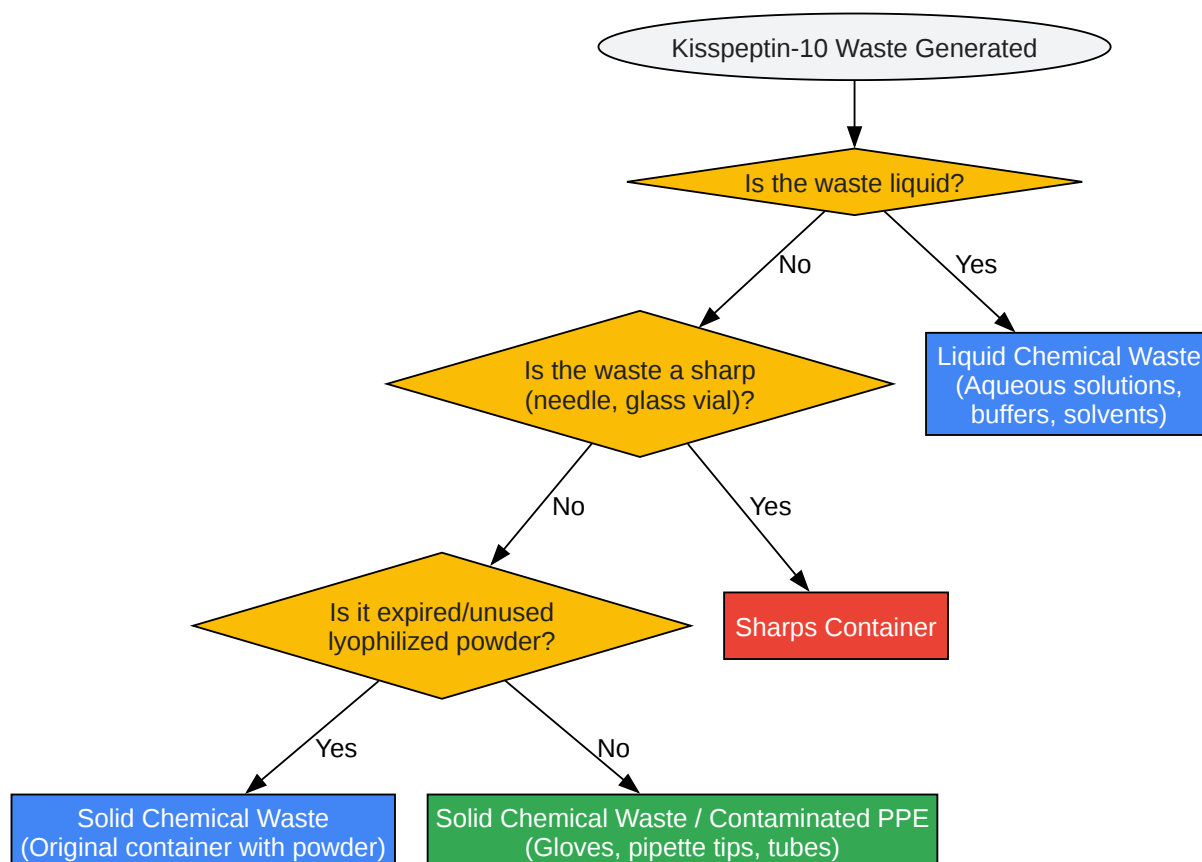 Kisspeptin-10 Waste Generated
Is the waste liquid?
No
Yes
Is the waste a sharp
(needle, glass vial)?
Liquid Chemical Waste
(Aqueous solutions,
buffers, solvents)
No
Yes
Is it expired/unused
lyophilized powder?
Sharps Container
Yes
No
Solid Chemical Waste
(Original container with powder)
Solid Chemical Waste / Contaminated PPE
(Gloves, pipette tips, tubes)